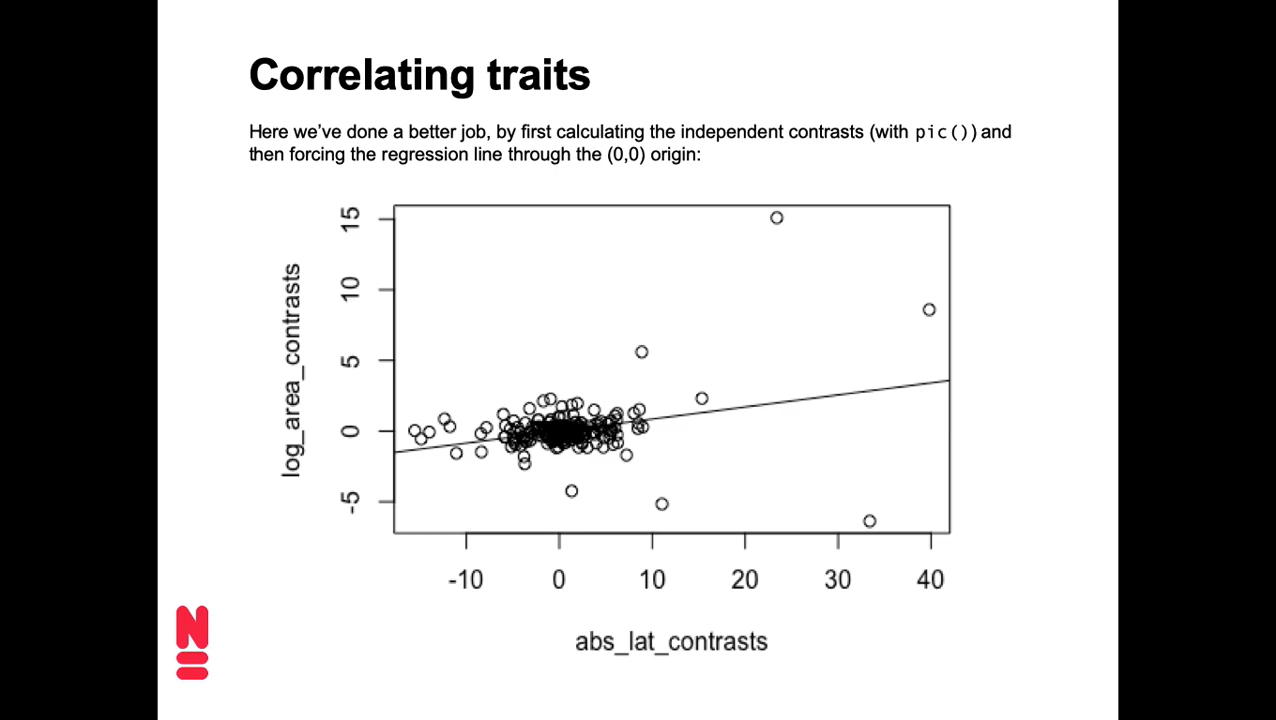 Correlating traits
Here we’ve done a better job, by first calculating the independent contrasts (with pic()) and
then forcing the regression line through the (0,0) origin:
15
10
5
0
-5
log_area_contrasts
-10 0 10 20 30 40
abs_lat_contrasts